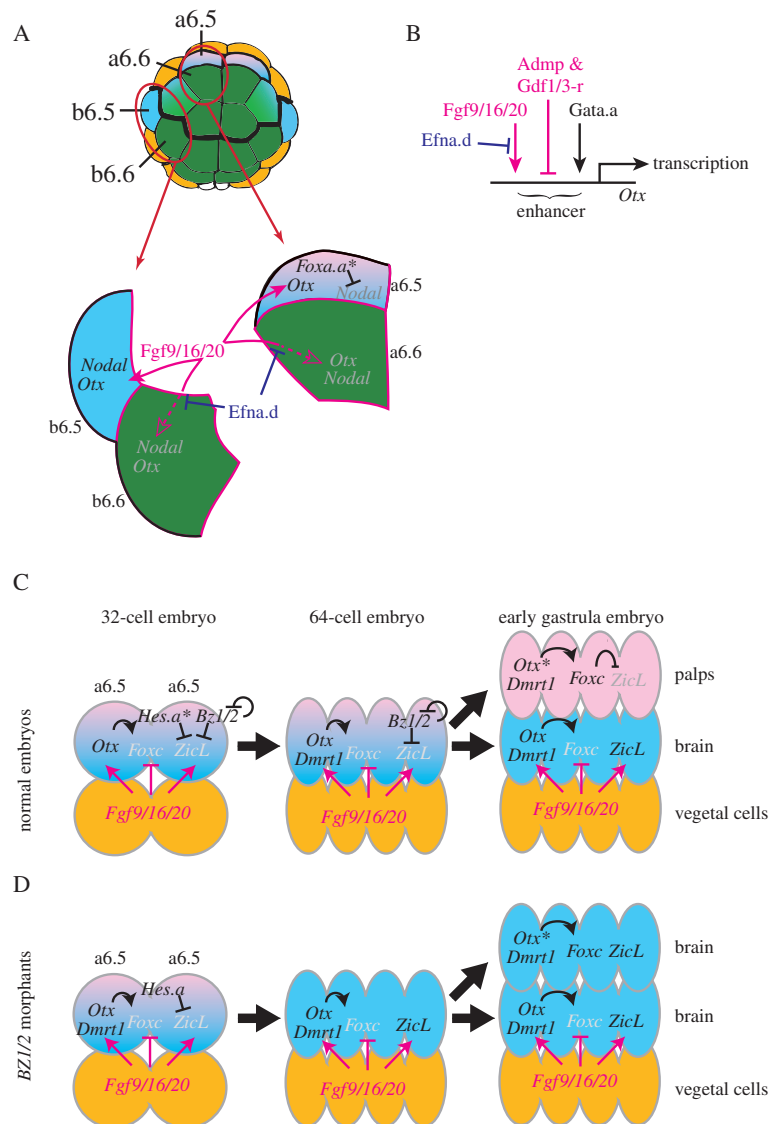 A
a6.5
a6.6
b6.5
b6.6
B
Admp &
Gdf1/3-r
Fgf9/16/20
Gata.a
Efna.d
transcription
Otx
enhancer
Foxa.a*
Otx
Nodal
a6.5
Otx
Nodal
a6.6
Fgf9/16/20
Nodal
Otx
b6.5
Efna.d
Nodal
Otx
b6.6
C
32-cell embryo
64-cell embryo
early gastrula embryo
normal embryos
a6.5
a6.5
Hes.a* Bz1/2
Otx
Foxc
ZicL
Fgf9/16/20
Bz1/2
Otx
Dmrt1
Foxc
ZicL
Fgf9/16/20
Otx*
Dmrt1
Foxc
ZicL
palps
Otx
Dmrt1
Foxc
ZicL
brain
Fgf9/16/20
vegetal cells
D
BZ1/2 morphants
a6.5
a6.5
Hes.a
Otx
Dmrt1
Foxc
ZicL
Fgf9/16/20
Otx
Dmrt1
Foxc
ZicL
Fgf9/16/20
Otx*
Dmrt1
Foxc
ZicL
brain
Otx
Dmrt1
Foxc
ZicL
brain
Fgf9/16/20
vegetal cells